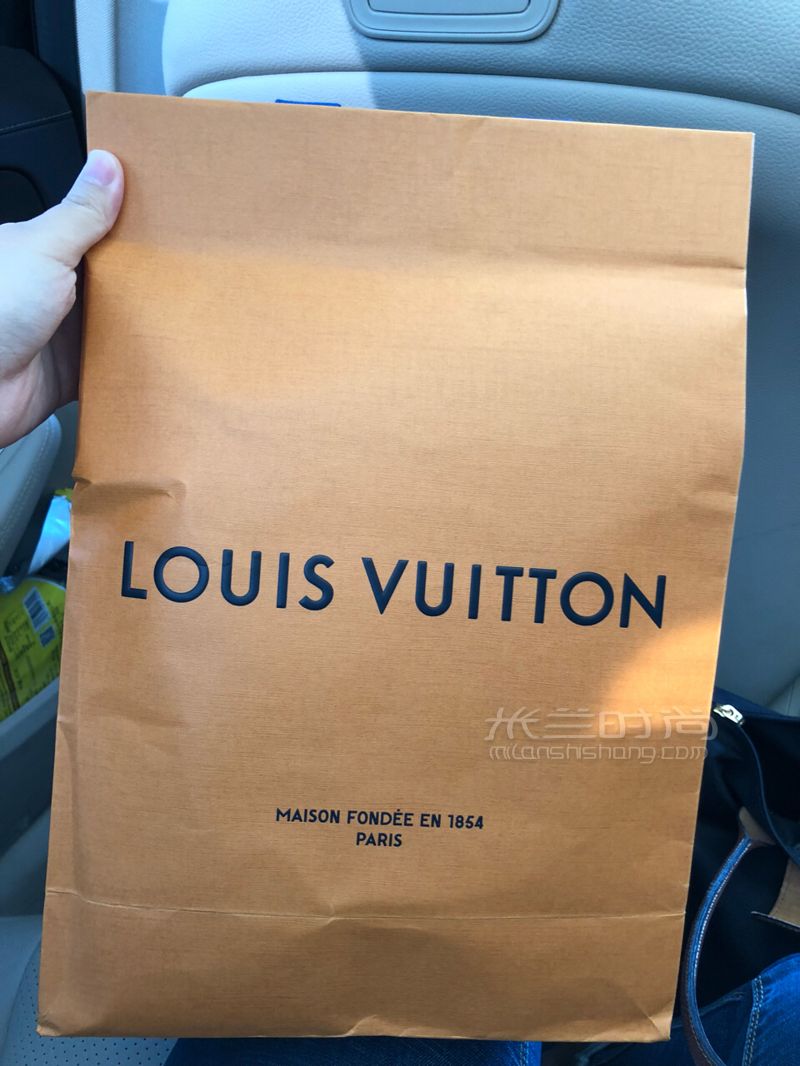 LOUIS VUITTON
米兰时尚
milanshishang.com
MAISON FONDÉE EN 1854
PARIS